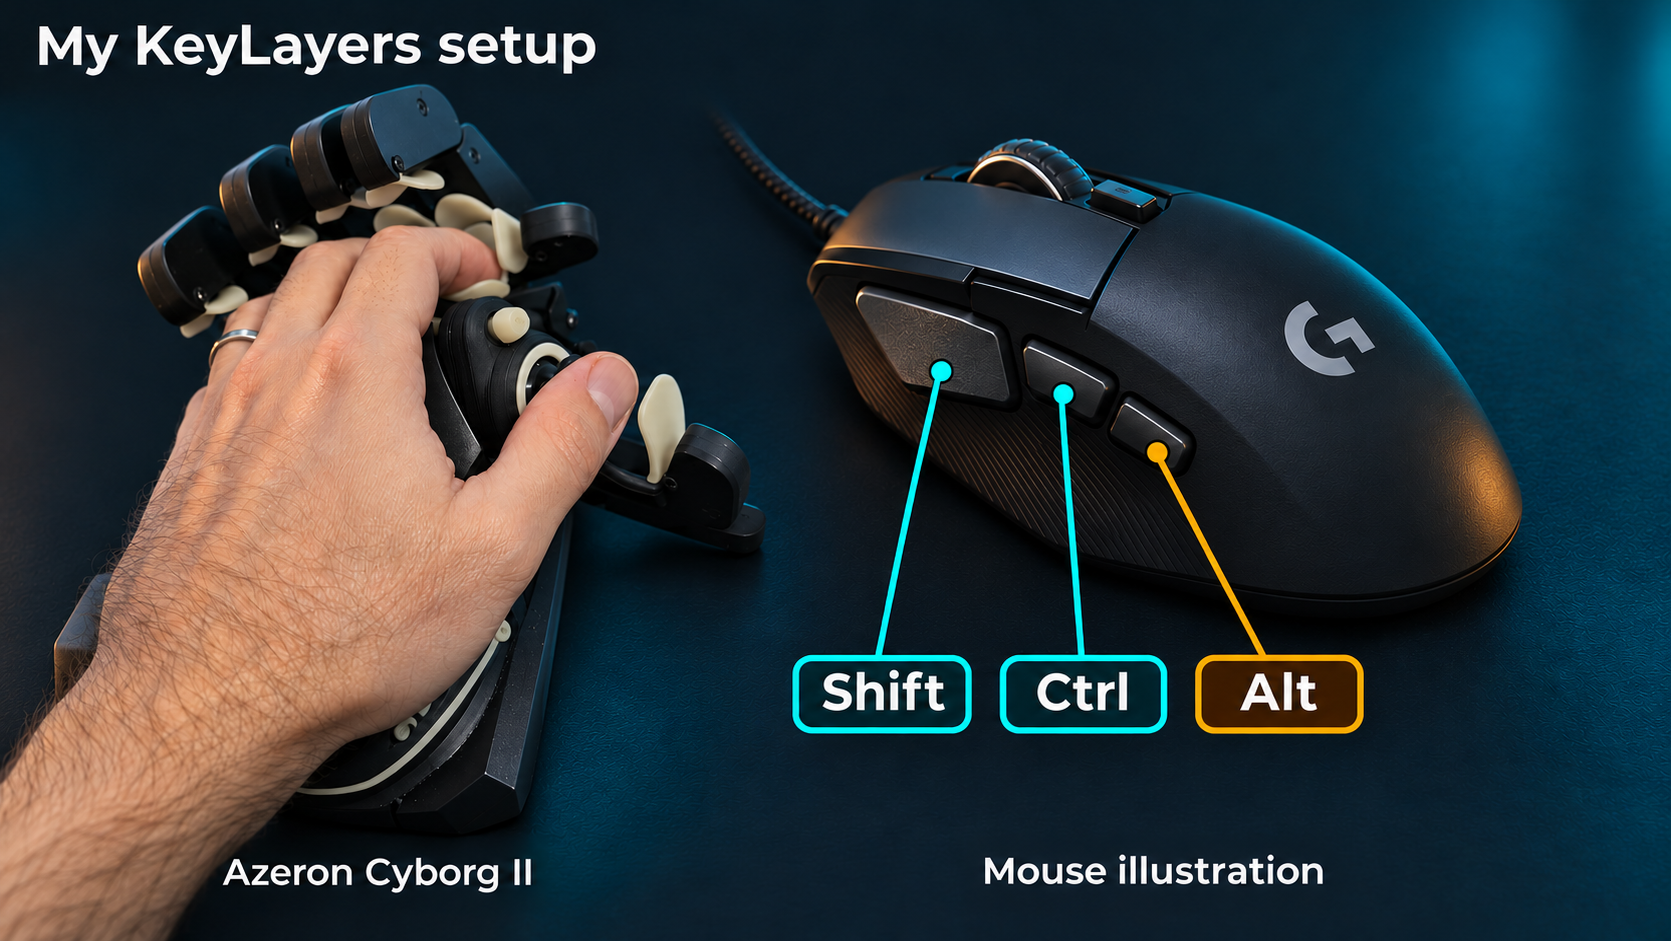 My KeyLayers setup
Shift
Ctrl
Alt
Azeron Cyborg II
Mouse illustration